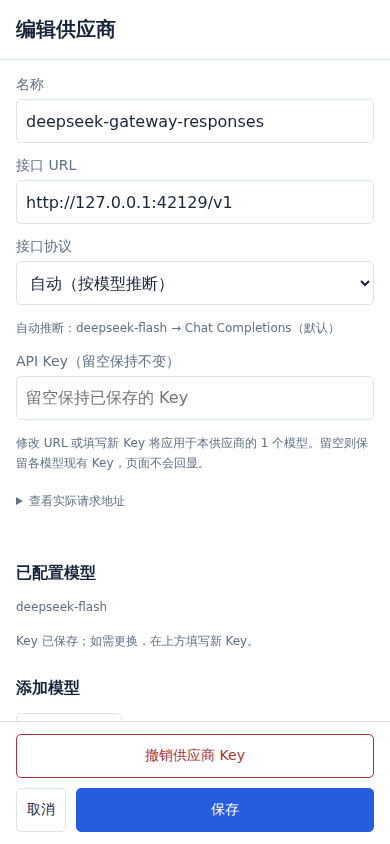 编辑供应商
名称
deepseek-gateway-responses
接口 URL
http://127.0.0.1:42129/v1
接口协议
自动（按模型推断）
自动推断：deepseek-flash → Chat Completions（默认）
API Key（留空保持不变）
留空保持已保存的 Key
修改 URL 或填写新 Key 将应用于本供应商的 1 个模型。留空则保
留各模型现有 Key，页面不会回显。
▶ 查看实际请求地址
已配置模型
deepseek-flash
Key 已保存；如需更换，在上方填写新 Key。
添加模型
撤销供应商 Key
取消
保存